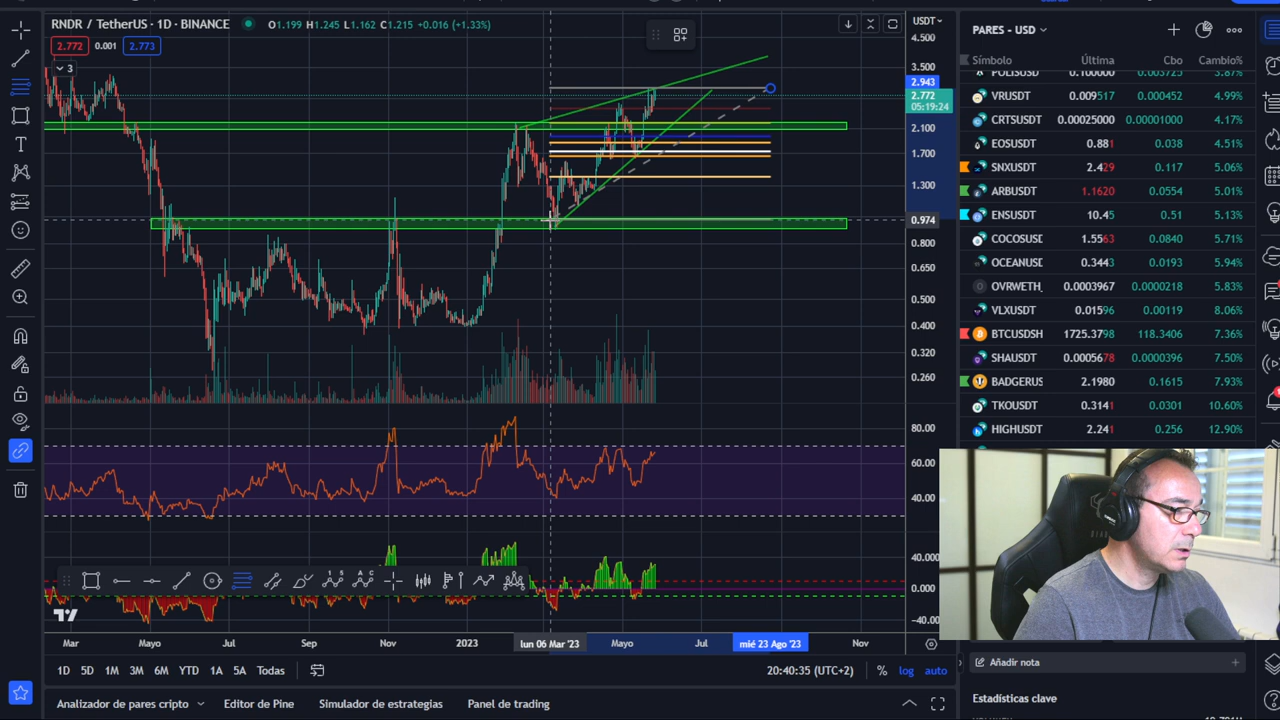 RNDR / TetherUS · 1D · BINANCE O1.199 H1.245 L1.162 C1.215 +0.016 (+1.33%)
2.772 0.001 2.773
3
USDT
4.500
3.500
2.943
2.772
05:19:24
2.100
1.700
1.300
0.974
0.800
0.650
0.500
0.400
0.320
0.260
80.00
60.00
40.00
40.000
0.000
-40.00
Mar Mayo Jul Sep Nov 2023 lun 06 Mar '23 Mayo Jul mié 23 Ago '23 Nov
1D 5D 1M 3M 6M YTD 1A 5A Todas 20:40:35 (UTC+2) % log auto
Analizador de pares cripto Editor de Pine Simulador de estrategias Panel de trading
PARES - USD
Símbolo Última Cbo Cambio%
POLISUSD 0.100000 0.003725 3.87%
VRUSDT 0.009517 0.000452 4.99%
CRTSUSDT 0.00025000 0.00001000 4.17%
EOSUSDT 0.881 0.038 4.51%
SNXUSDT 2.429 0.117 5.06%
ARBUSDT 1.1620 0.0554 5.01%
ENSUSDT 10.45 0.51 5.13%
COCOSUSD 1.5563 0.0840 5.71%
OCEANUSD 0.3443 0.0193 5.94%
OVRWETH_ 0.0003967 0.0000218 5.83%
VLXUSDT 0.01596 0.00119 8.06%
BTCUSDSH 1725.3798 118.3406 7.36%
SHAUSDT 0.0005678 0.0000396 7.50%
BADGERUS 2.1980 0.1615 7.93%
TKOUSDT 0.3141 0.0301 10.60%
HIGHUSDT 2.241 0.256 12.90%
Añadir nota
Estadísticas clave